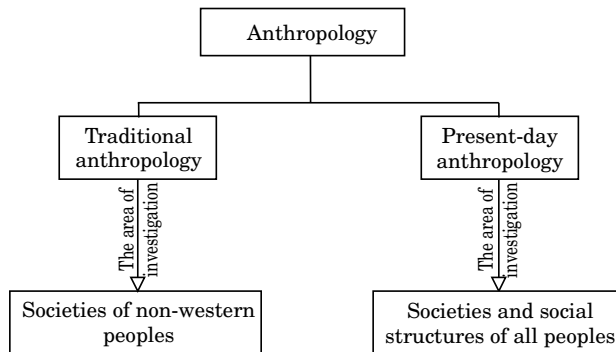 Anthropology
Traditional
anthropology
Present-day
anthropology
The area of
investigation
The area of
investigation
Societies of non-western
peoples
Societies and social
structures of all peoples